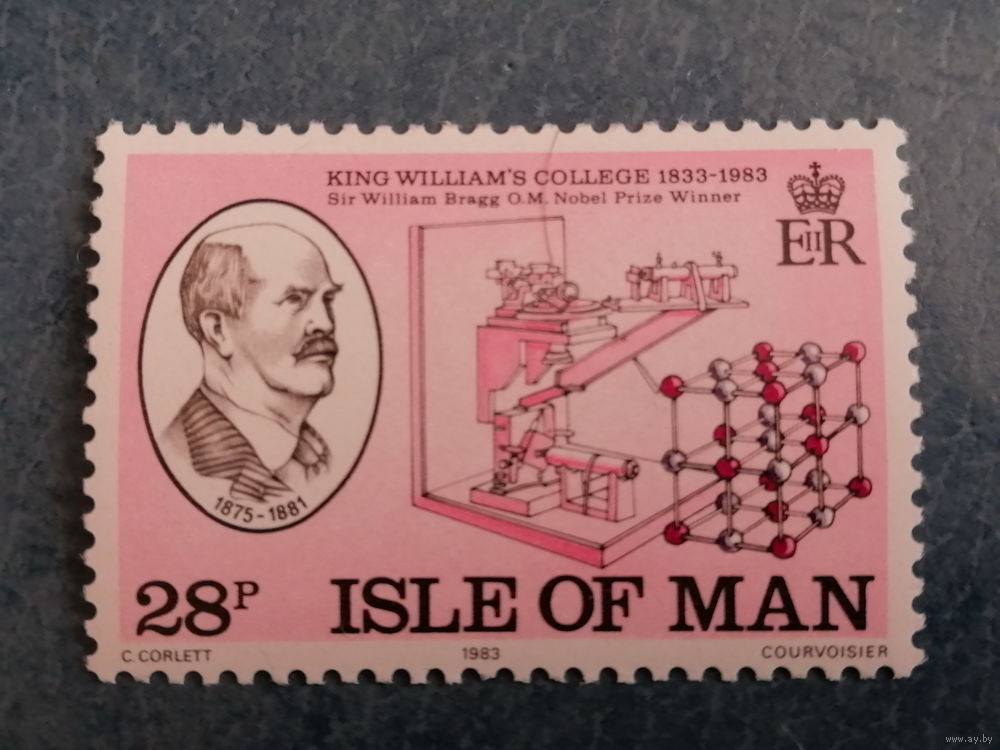 KING WILLIAM'S COLLEGE 1833-1983
Sir William Bragg O.M. Nobel Prize Winner
EIIR
1875-1881
28P
ISLE OF MAN
C. CORLETT
1983
COURVOISIER
www.ay.by